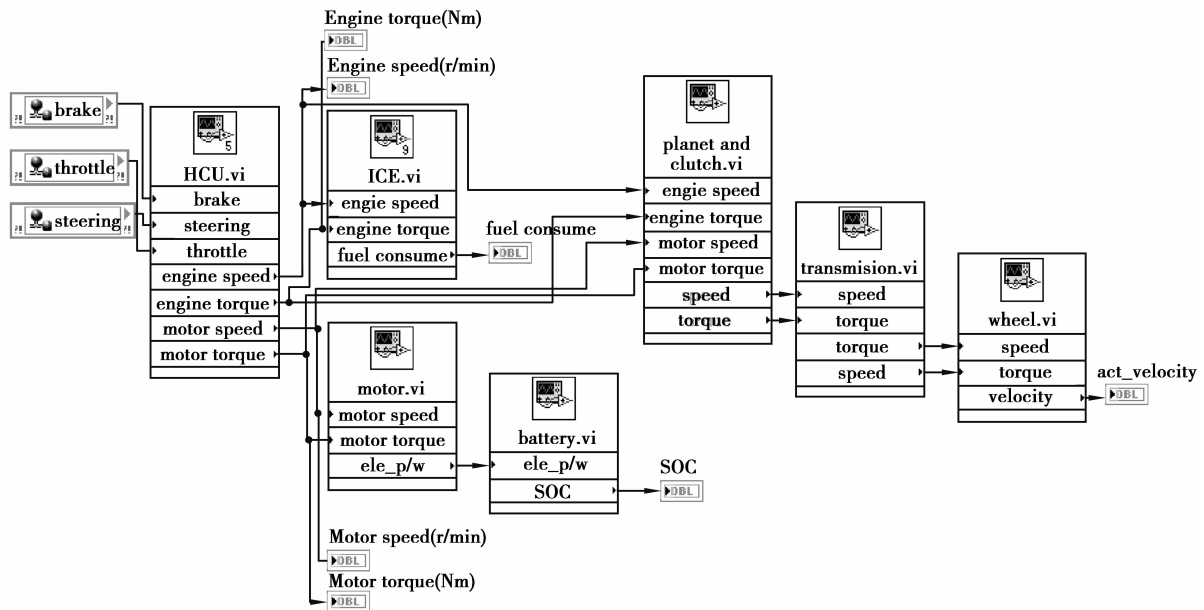 Engine torque(Nm)
DBL
Engine speed(r/min)
DBL
brake
throttle
steering
5
HCU.vi
brake
steering
throttle
engine speed
engine torque
motor speed
motor torque
9
ICE.vi
engie speed
engine torque
fuel consume
fuel consume
DBL
motor.vi
motor speed
motor torque
ele_p/w
battery.vi
ele_p/w
SOC
SOC
DBL
Motor speed(r/min)
DBL
Motor torque(Nm)
DBL
planet and
clutch.vi
engie speed
engine torque
motor speed
motor torque
speed
torque
transmision.vi
speed
torque
torque
speed
wheel.vi
speed
torque
velocity
act_velocity
DBL